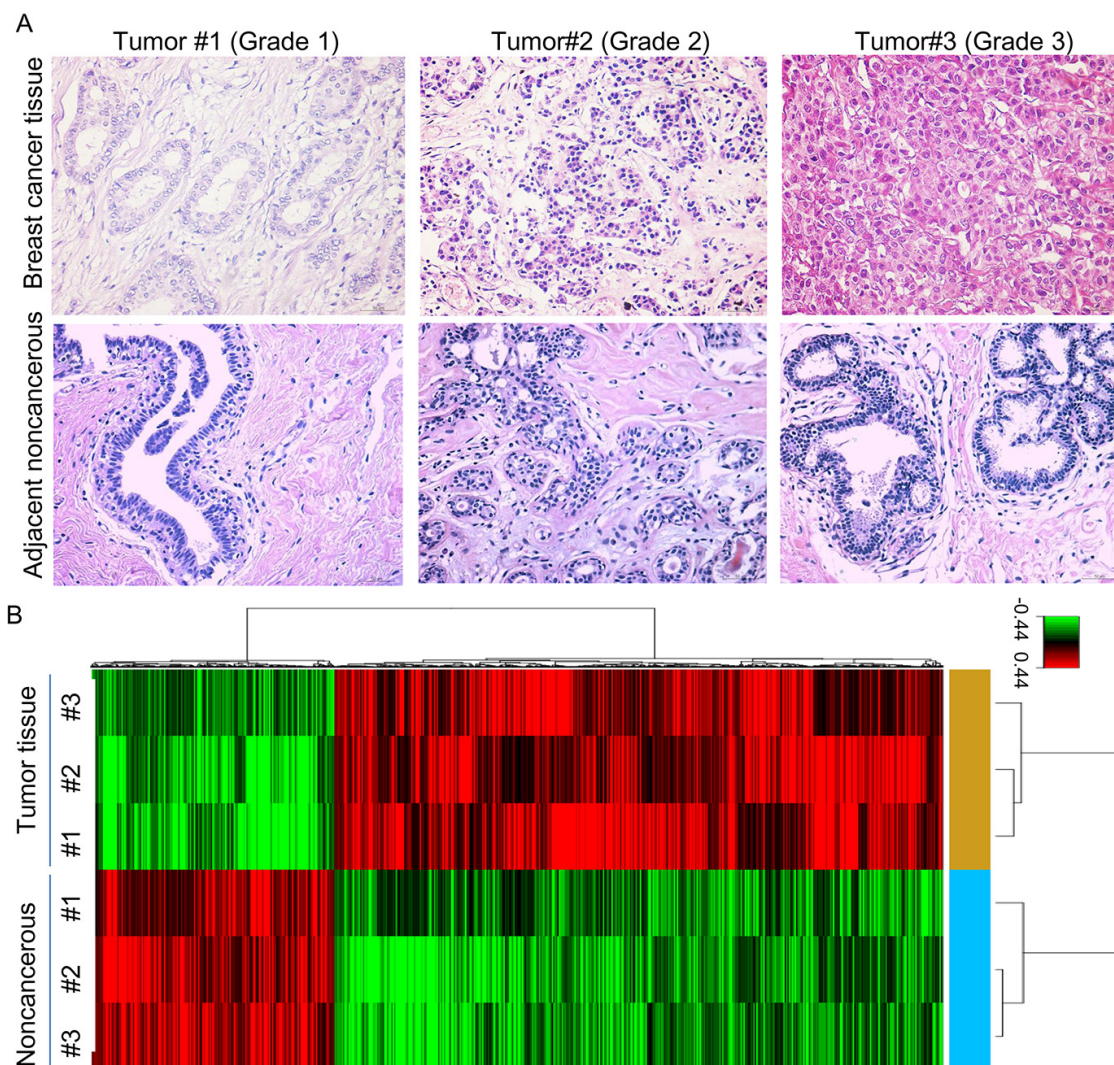 A
Tumor #1 (Grade 1)
Tumor#2 (Grade 2)
Tumor#3 (Grade 3)
Breast cancer tissue
Adjacent noncancerous
B
-0.44 0.44
Tumor tissue
#3
#2
#1
Noncancerous
#1
#2
#3